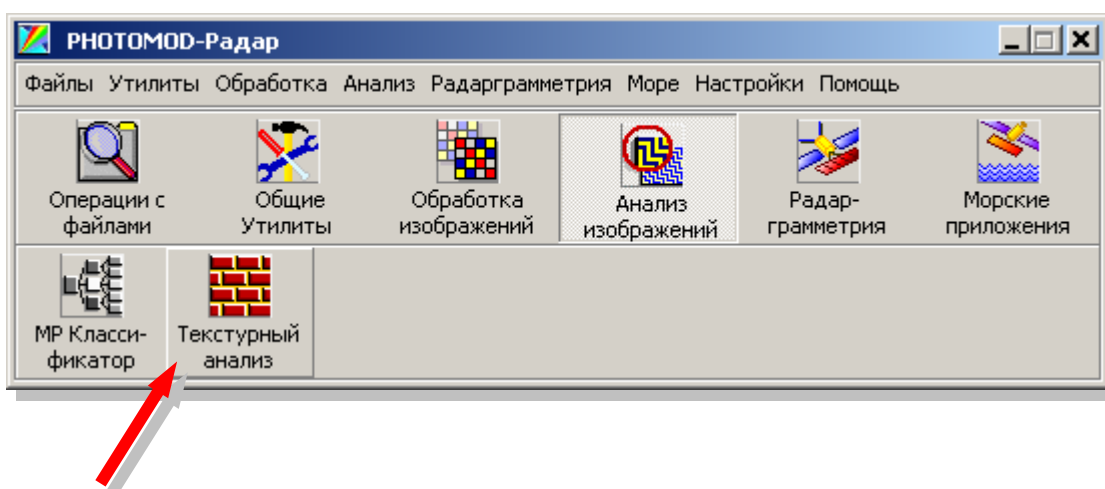 PHOTOMOD-Радар
Файлы Утилиты Обработка Анализ Радарграмметрия Море Настройки Помощь
Операции с
файлами
Общие
Утилиты
Обработка
изображений
Анализ
изображений
Радар-
грамметрия
Морские
приложения
МР Класси-
фикатор
Текстурный
анализ